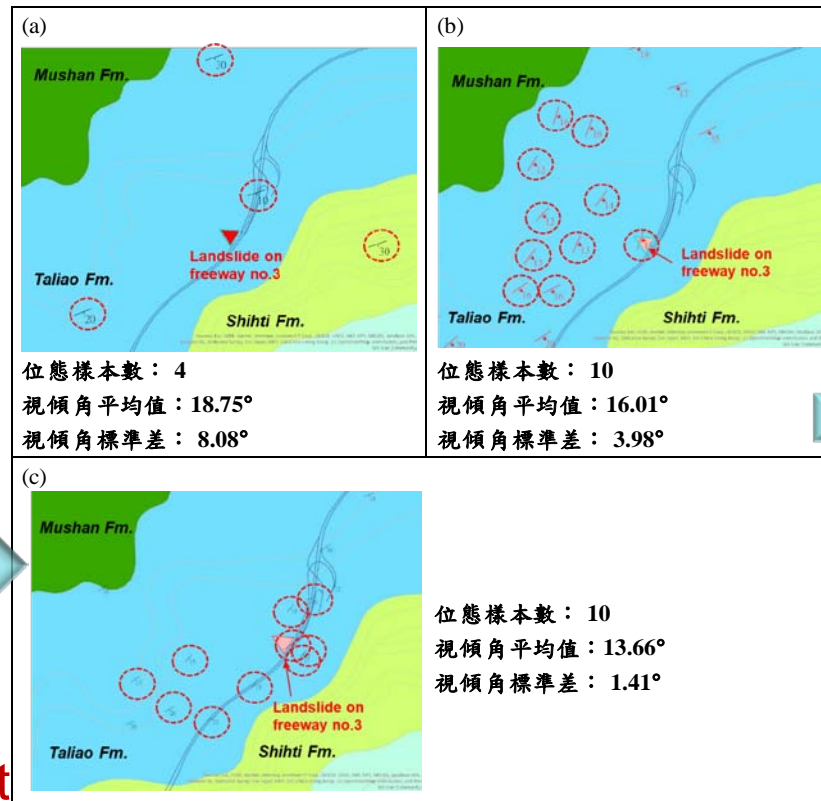 (a)
Mushan Fm.
30
10
Landslide on
freeway no.3
30
Taliao Fm.
20
Shihti Fm.
位態樣本數： 4
視傾角平均值：18.75°
視傾角標準差： 8.08°
(b)
Mushan Fm.
Landslide on
freeway no.3
Taliao Fm.
Shihti Fm.
位態樣本數： 10
視傾角平均值：16.01°
視傾角標準差： 3.98°
(c)
Mushan Fm.
Landslide on
freeway no.3
Taliao Fm.
Shihti Fm.
位態樣本數： 10
視傾角平均值：13.66°
視傾角標準差： 1.41°
t